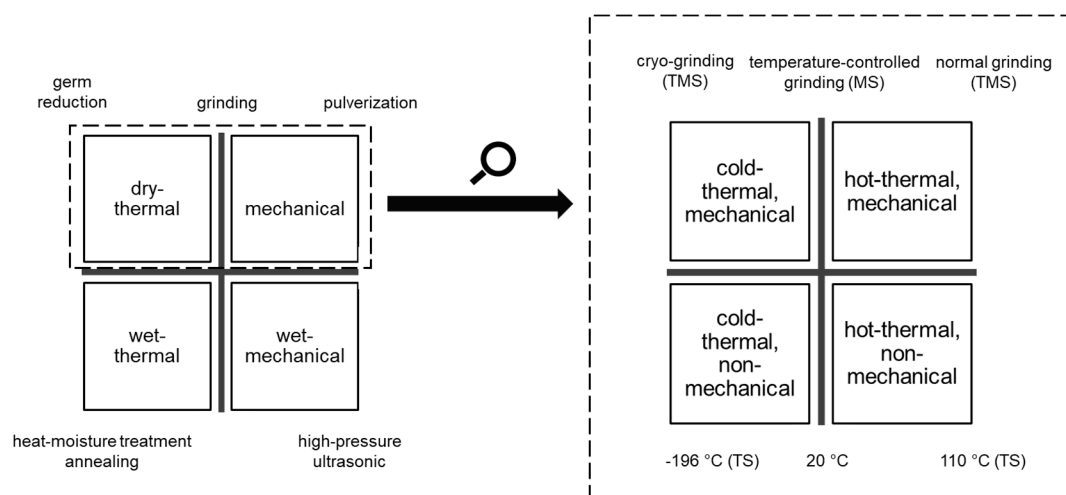 germ
reduction
grinding
pulverization
dry-
thermal
mechanical
wet-
thermal
wet-
mechanical
heat-moisture treatment
annealing
high-pressure
ultrasonic
cryo-grinding
(TMS)
temperature-controlled
grinding (MS)
normal grinding
(TMS)
cold-
thermal,
mechanical
hot-thermal,
mechanical
cold-
thermal,
non-
mechanical
hot-thermal,
non-
mechanical
-196 °C (TS)
20 °C
110 °C (TS)